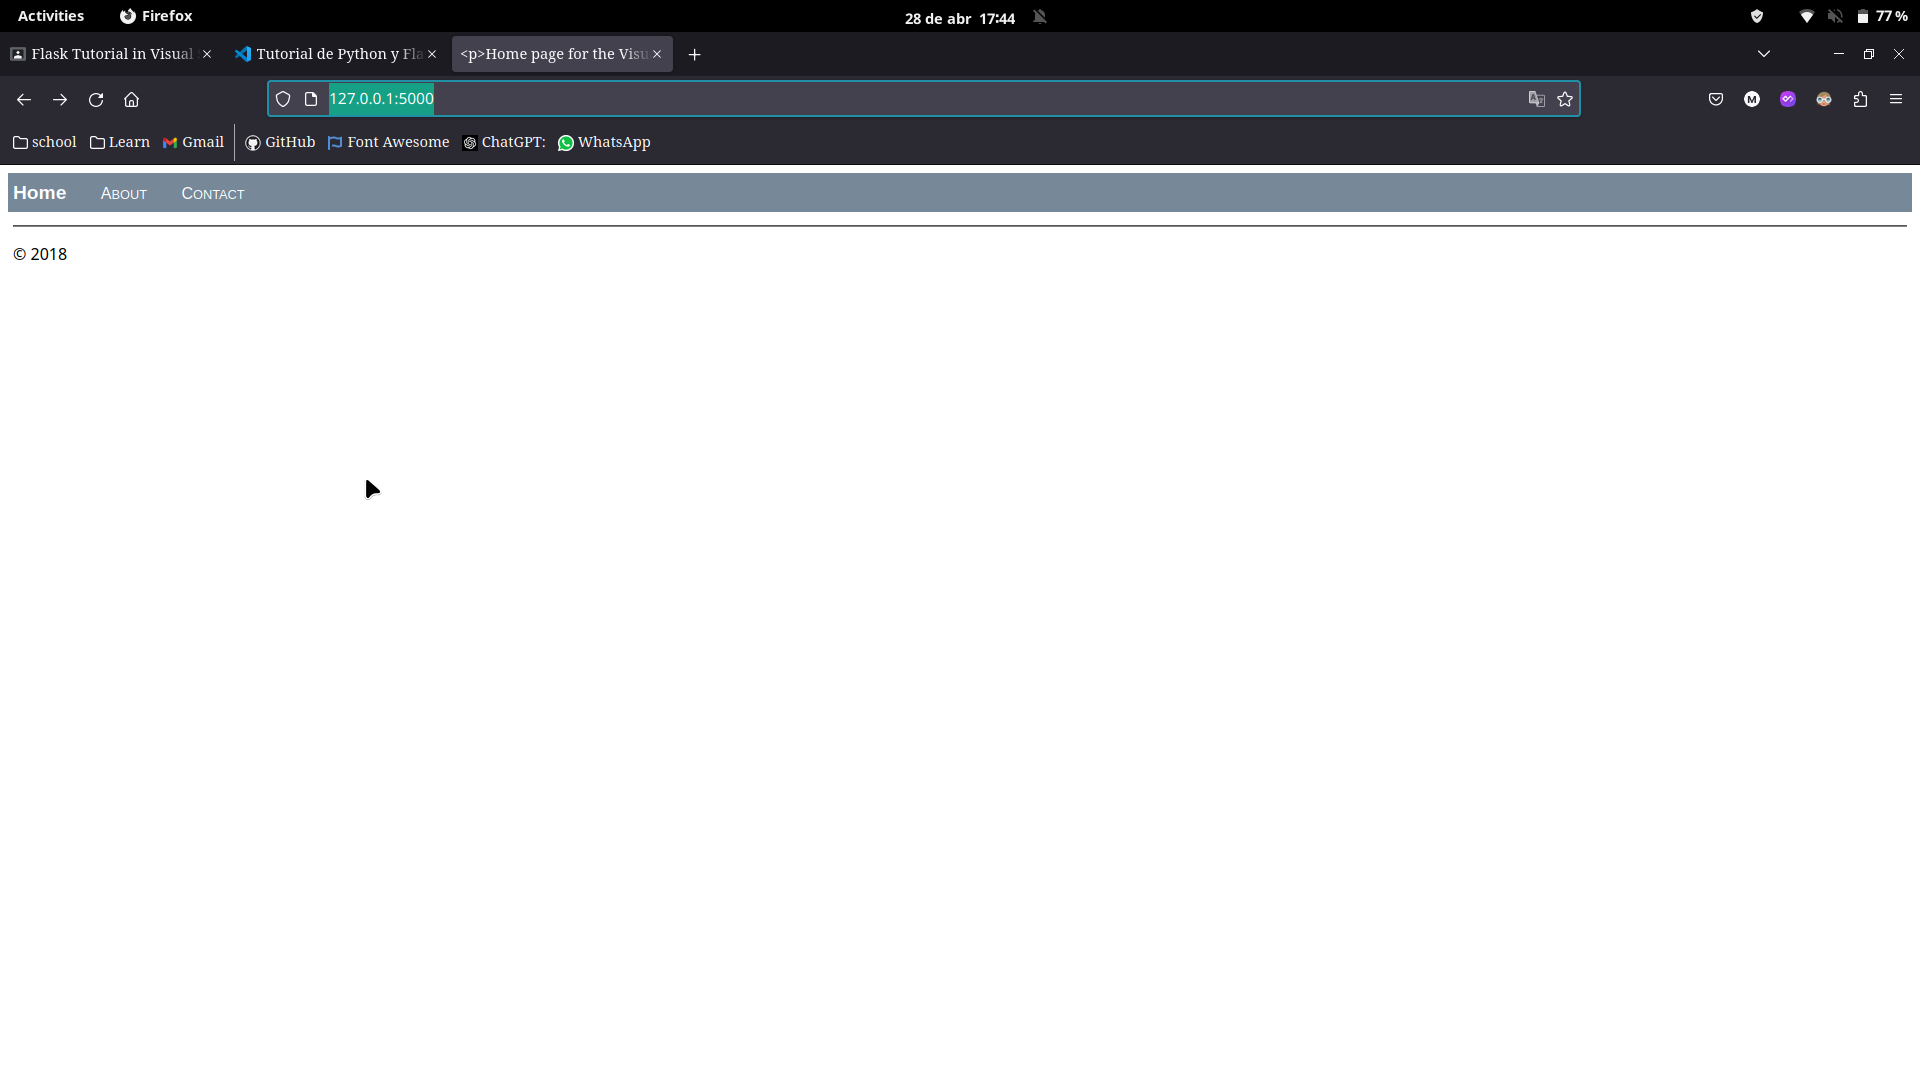 Activities Firefox 28 de abr 17:44 77 %
Flask Tutorial in Visual Tutorial de Python y Fla <p>Home page for the Visu
127.0.0.1:5000
school Learn Gmail GitHub Font Awesome ChatGPT: WhatsApp
Home About Contact
© 2018